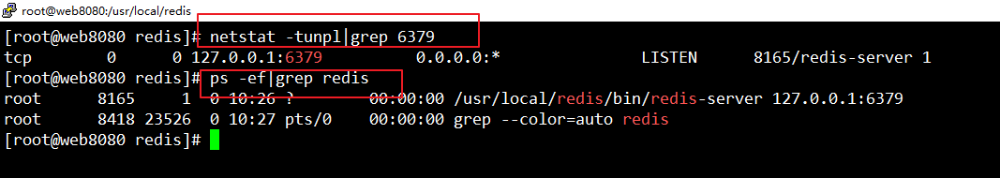 root@web8080:/usr/local/redis
[root@web8080 redis]# netstat -tunpl|grep 6379
tcp        0      0 127.0.0.1:6379          0.0.0.0:*               LISTEN      8165/redis-server 1
[root@web8080 redis]# ps -ef|grep redis
root      8165     1  0 10:26 ?        00:00:00 /usr/local/redis/bin/redis-server 127.0.0.1:6379
root      8418 23526  0 10:27 pts/0    00:00:00 grep --color=auto redis
[root@web8080 redis]#